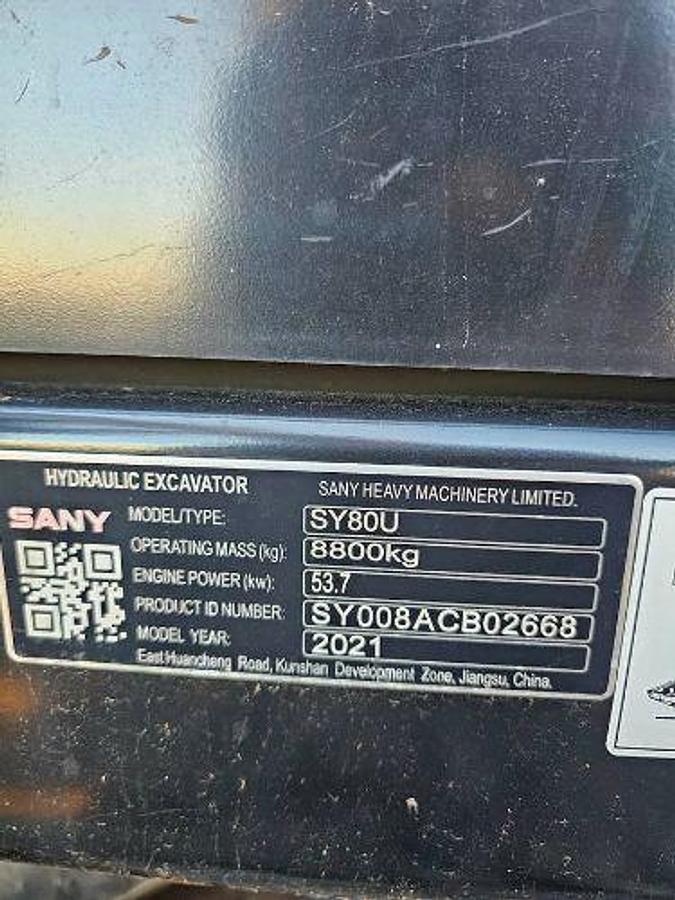 HYDRAULIC EXCAVATOR SANY HEAVY MACHINERY LIMITED.
SANY MODEL/TYPE: SY80U
OPERATING MASS (kg): 8800kg
ENGINE POWER (kw): 53.7
PRODUCT ID NUMBER: SY008ACB02668
MODEL YEAR: 2021
East Huancheng Road, Kunshan Development Zone, Jiangsu, China.